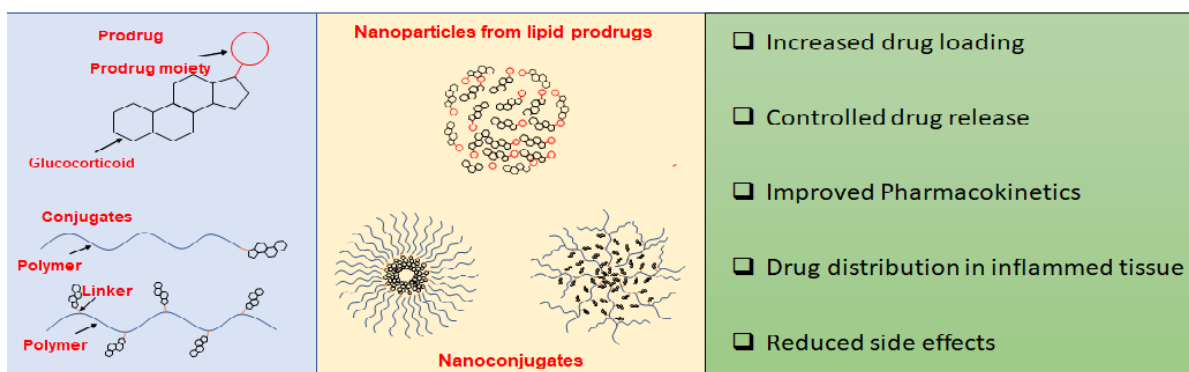 Prodrug
Prodrug moiety
Glucocorticoid
Conjugates
Polymer
Linker
Polymer
Nanoparticles from lipid prodrugs
Nanoconjugates
❑ Increased drug loading
❑ Controlled drug release
❑ Improved Pharmacokinetics
❑ Drug distribution in inflammed tissue
❑ Reduced side effects